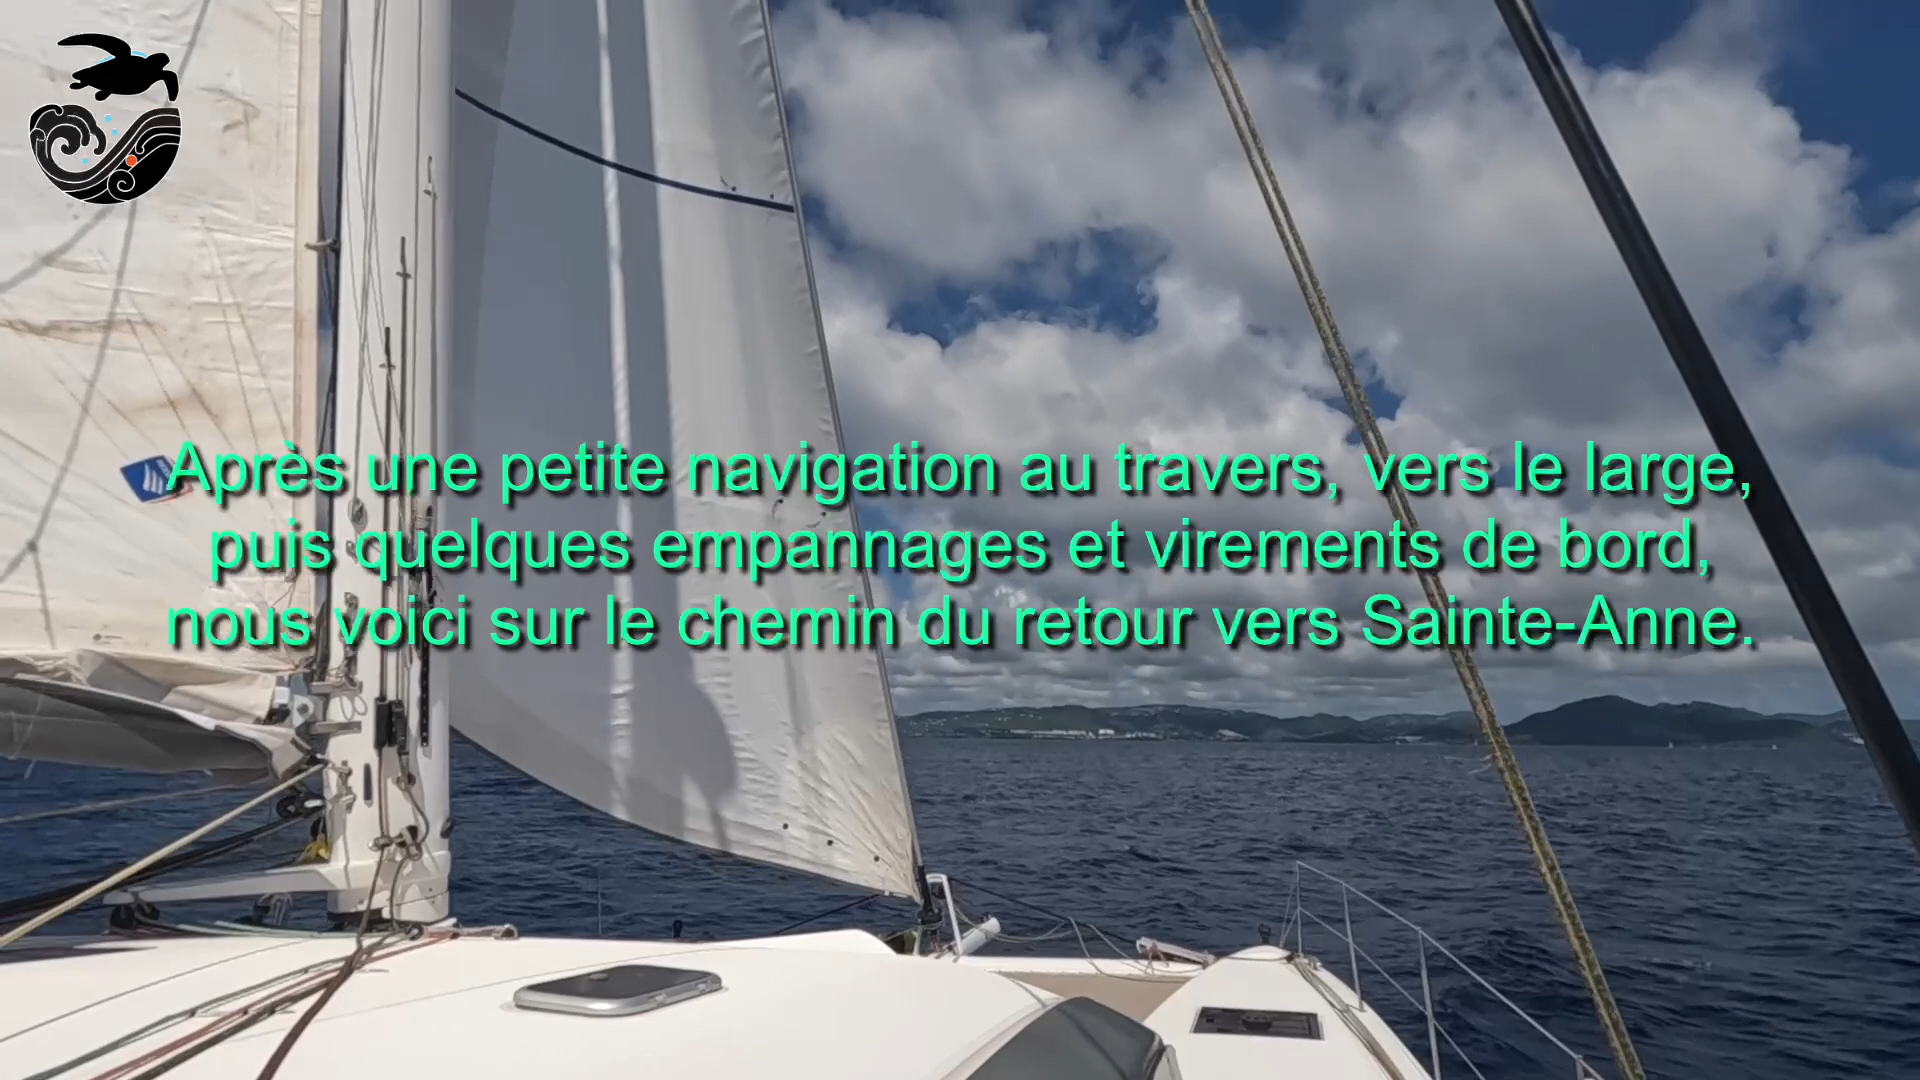 Après une petite navigation au travers, vers le large,
puis quelques empannages et virements de bord,
nous voici sur le chemin du retour vers Sainte-Anne.